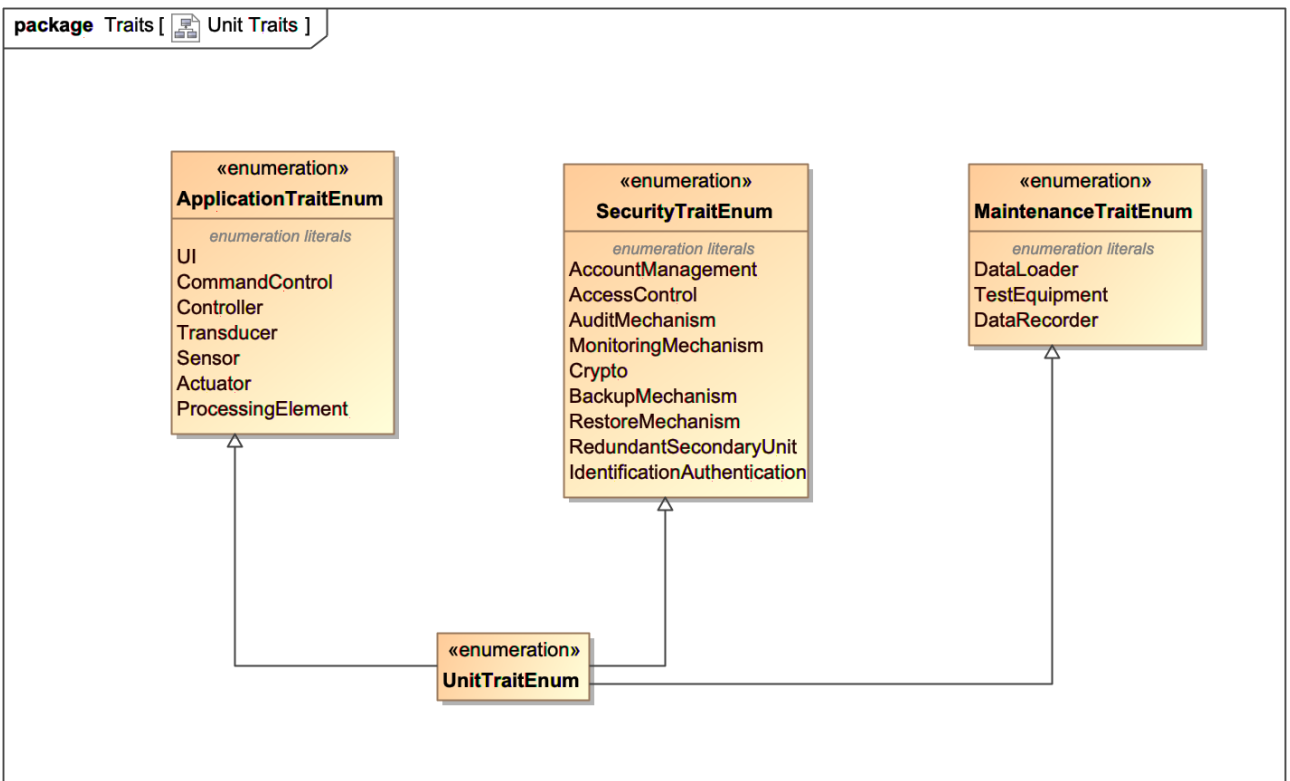 package Traits [ Unit Traits ]
«enumeration»
ApplicationTraitEnum
enumeration literals
UI
CommandControl
Controller
Transducer
Sensor
Actuator
ProcessingElement
«enumeration»
SecurityTraitEnum
enumeration literals
AccountManagement
AccessControl
AuditMechanism
MonitoringMechanism
Crypto
BackupMechanism
RestoreMechanism
RedundantSecondaryUnit
IdentificationAuthentication
«enumeration»
MaintenanceTraitEnum
enumeration literals
DataLoader
TestEquipment
DataRecorder
«enumeration»
UnitTraitEnum